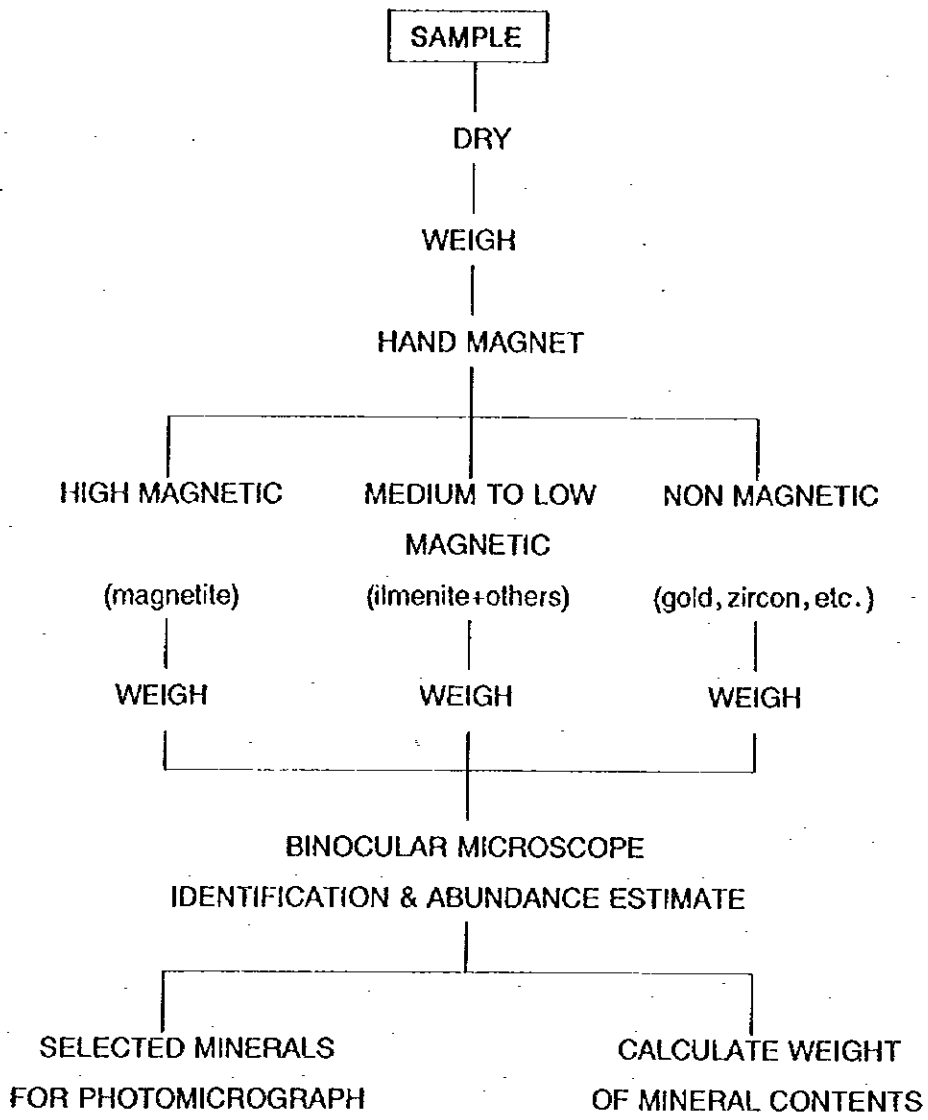 SAMPLE
DRY
WEIGH
HAND MAGNET
HIGH MAGNETIC
MEDIUM TO LOW
MAGNETIC
NON MAGNETIC
(magnetite)
(ilmenite+others)
(gold, zircon, etc.)
WEIGH
WEIGH
WEIGH
BINOCULAR MICROSCOPE
IDENTIFICATION & ABUNDANCE ESTIMATE
SELECTED MINERALS
FOR PHOTOMICROGRAPH
CALCULATE WEIGHT
OF MINERAL CONTENTS